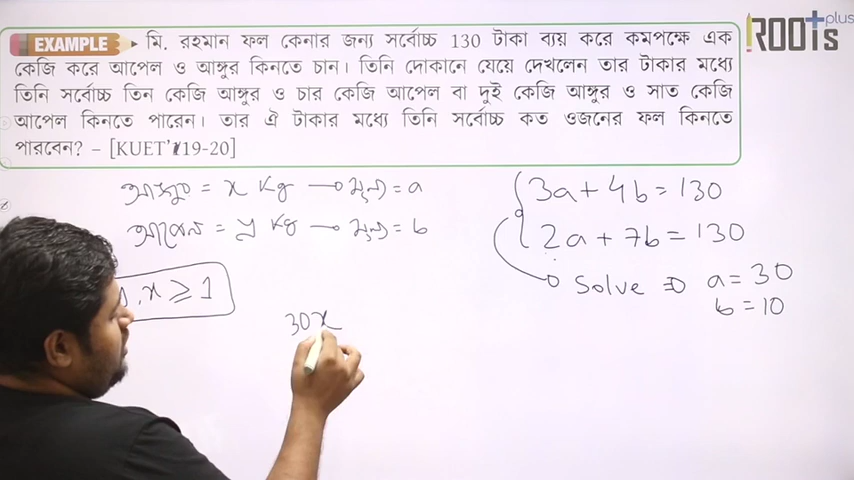 ROOTs plus
EXAMPLE মি. রহমান ফল কেনার জন্য সর্বোচ্চ 130 টাকা ব্যয় করে কমপক্ষে এক
কেজি করে আপেল ও আঙ্গুর কিনতে চান। তিনি দোকানে যেয়ে দেখলেন তার টাকার মধ্যে
তিনি সর্বোচ্চ তিন কেজি আঙ্গুর ও চার কেজি আপেল বা দুই কেজি আঙ্গুর ও সাত কেজি
আপেল কিনতে পারেন। তার ঐ টাকার মধ্যে তিনি সর্বোচ্চ কত ওজনের ফল কিনতে
পারবেন? – [KUET' 19-20]
আঙ্গুর = x Kg → মূল্য = a
আপেল = y Kg → মূল্য = b
, x ≥ 1
30x
3a + 4b = 130
2a + 7b = 130
Solve ⇒ a = 30
b = 10